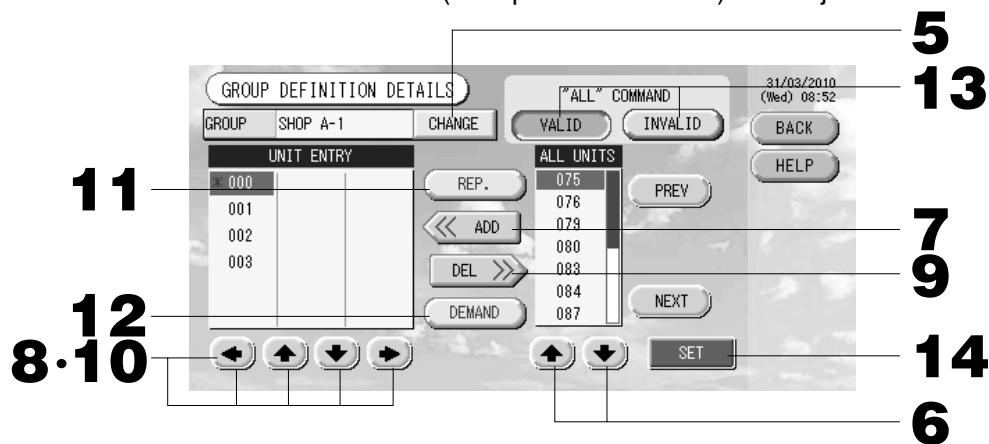 5
GROUP DEFINITION DETAILS
"ALL" COMMAND
31/03/2010
(Wed) 08:52
13
GROUP SHOP A-1 CHANGE
VALID INVALID
BACK
UNIT ENTRY
ALL UNITS
HELP
11
* 000
REP.
075
PREV
001
076
7
002
ADD
079
080
9
003
DEL
083
084
NEXT
12
DEMAND
087
8·10
SET
14
6